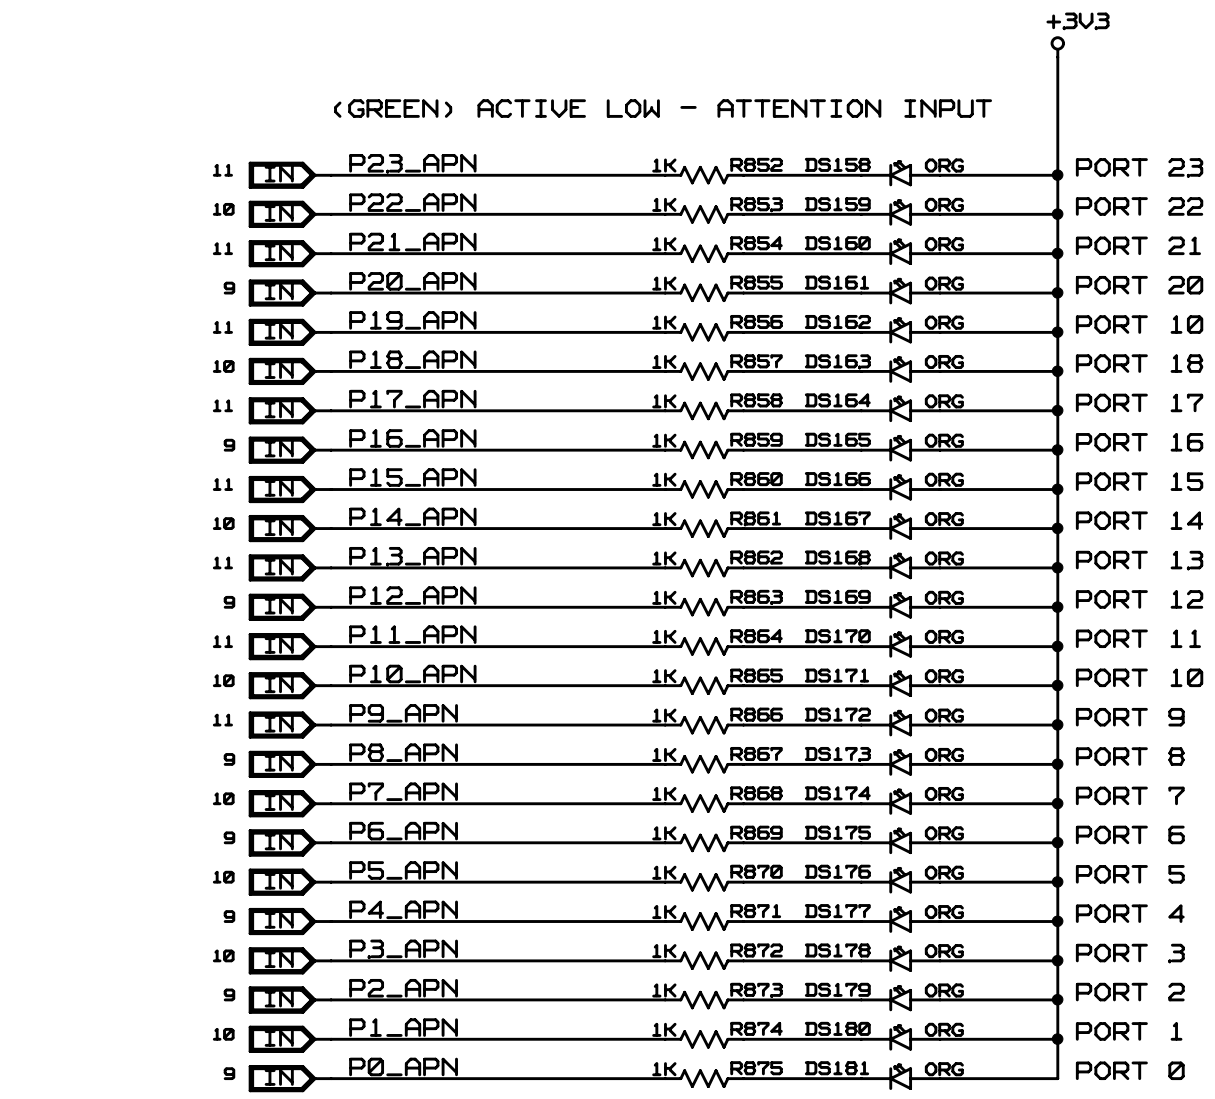 +3V3
(GREEN) ACTIVE LOW - ATTENTION INPUT
11 IN P23_APN 1K R852 DS158 ORG PORT 23
10 IN P22_APN 1K R853 DS159 ORG PORT 22
11 IN P21_APN 1K R854 DS160 ORG PORT 21
9 IN P20_APN 1K R855 DS161 ORG PORT 20
11 IN P19_APN 1K R856 DS162 ORG PORT 10
10 IN P18_APN 1K R857 DS163 ORG PORT 18
11 IN P17_APN 1K R858 DS164 ORG PORT 17
9 IN P16_APN 1K R859 DS165 ORG PORT 16
11 IN P15_APN 1K R860 DS166 ORG PORT 15
10 IN P14_APN 1K R861 DS167 ORG PORT 14
11 IN P13_APN 1K R862 DS168 ORG PORT 13
9 IN P12_APN 1K R863 DS169 ORG PORT 12
11 IN P11_APN 1K R864 DS170 ORG PORT 11
10 IN P10_APN 1K R865 DS171 ORG PORT 10
11 IN P9_APN 1K R866 DS172 ORG PORT 9
9 IN P8_APN 1K R867 DS173 ORG PORT 8
10 IN P7_APN 1K R868 DS174 ORG PORT 7
9 IN P6_APN 1K R869 DS175 ORG PORT 6
10 IN P5_APN 1K R870 DS176 ORG PORT 5
9 IN P4_APN 1K R871 DS177 ORG PORT 4
10 IN P3_APN 1K R872 DS178 ORG PORT 3
9 IN P2_APN 1K R873 DS179 ORG PORT 2
10 IN P1_APN 1K R874 DS180 ORG PORT 1
9 IN P0_APN 1K R875 DS181 ORG PORT 0